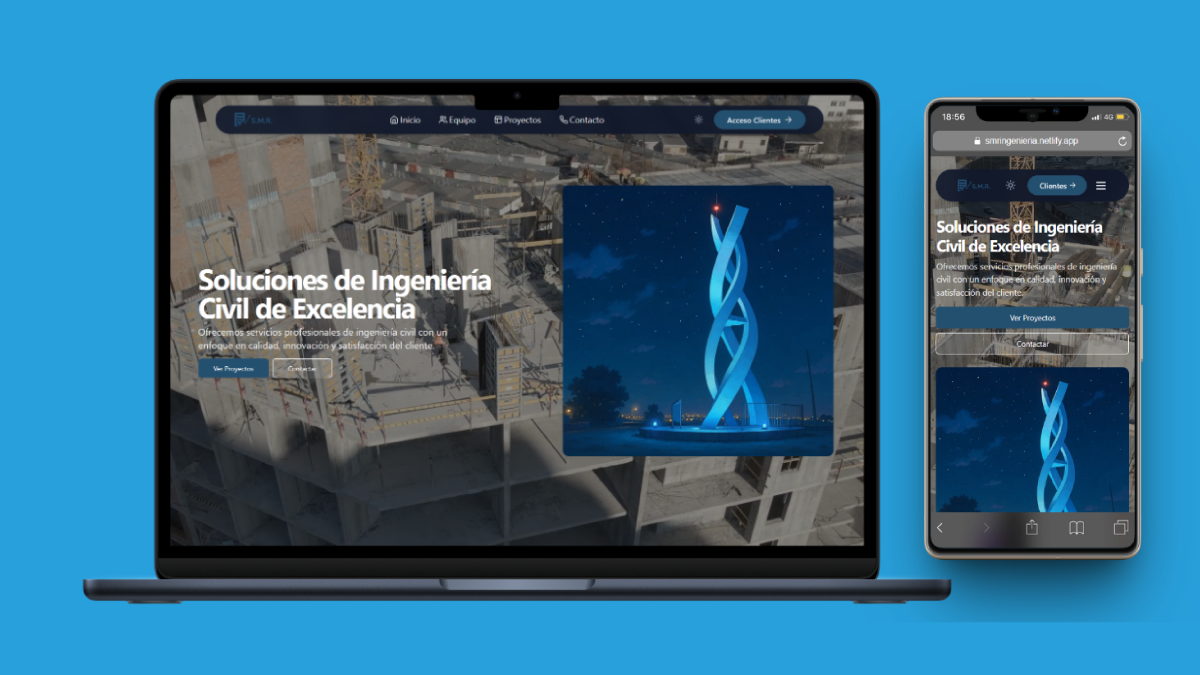 S.M.R.
Inicio
Equipo
Proyectos
Contacto
Acceso Clientes →
Soluciones de Ingeniería
Civil de Excelencia
Ofrecemos servicios profesionales de ingeniería civil con un
enfoque en calidad, innovación y satisfacción del cliente.
Ver Proyectos
Contactar
18:56
4G
smringenieria.netlify.app
S.M.R.
Clientes →
Soluciones de Ingeniería
Civil de Excelencia
Ofrecemos servicios profesionales de ingeniería
civil con un enfoque en calidad, innovación y
satisfacción del cliente.
Ver Proyectos
Contactar